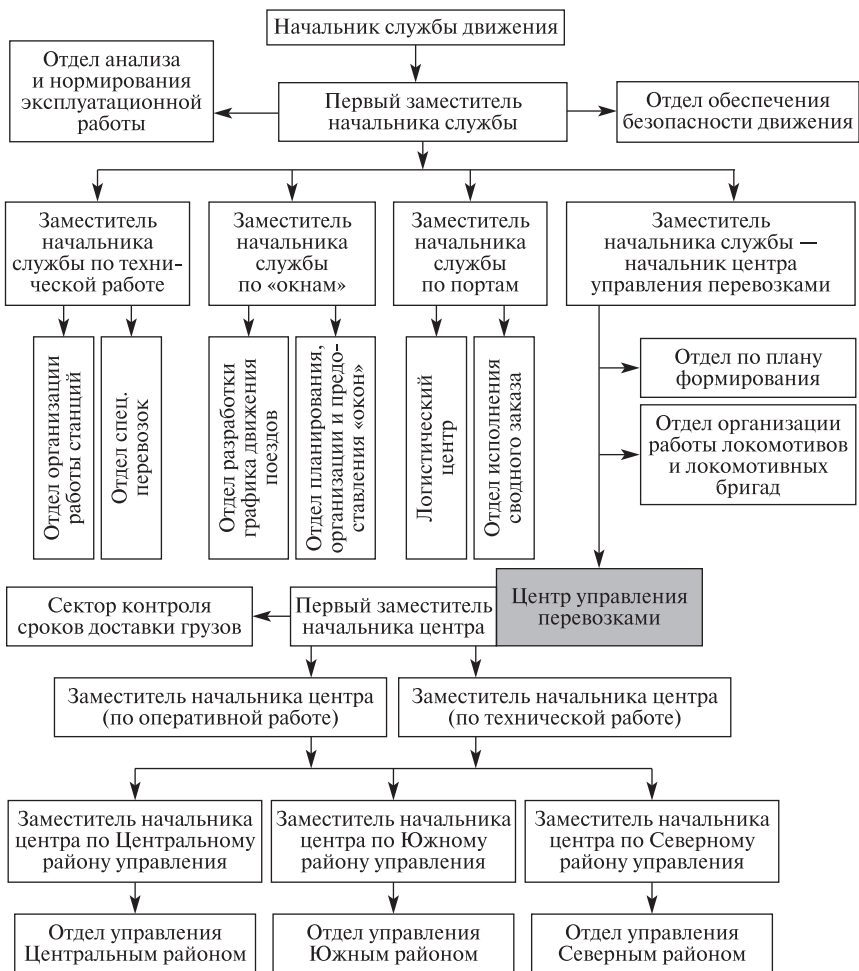 Начальник службы движения
Отдел анализа
и нормирования
эксплуатационной
работы
Первый заместитель
начальника службы
Отдел обеспечения
безопасности движения
Заместитель
начальника
службы по техни-
ческой работе
Заместитель
начальника
службы
по «окнам»
Заместитель
начальника
службы
по портам
Заместитель
начальника службы —
начальник центра
управления перевозками
Отдел организации
работы станций
Отдел спец.
перевозок
Отдел разработки
графика движения
поездов
Отдел планирования,
организации и предо-
ставления «окон»
Логистический
центр
Отдел исполнения
сводного заказа
Отдел по плану
формирования
Отдел организации
работы локомотивов
и локомотивных
бригад
Сектор контроля
сроков доставки грузов
Первый заместитель
начальника центра
Центр управления
перевозками
Заместитель начальника центра
(по оперативной работе)
Заместитель начальника центра
(по технической работе)
Заместитель начальника
центра по Центральному
району управления
Заместитель начальника
центра по Южному
району управления
Заместитель начальника
центра по Северному
району управления
Отдел управления
Центральным районом
Отдел управления
Южным районом
Отдел управления
Северным районом